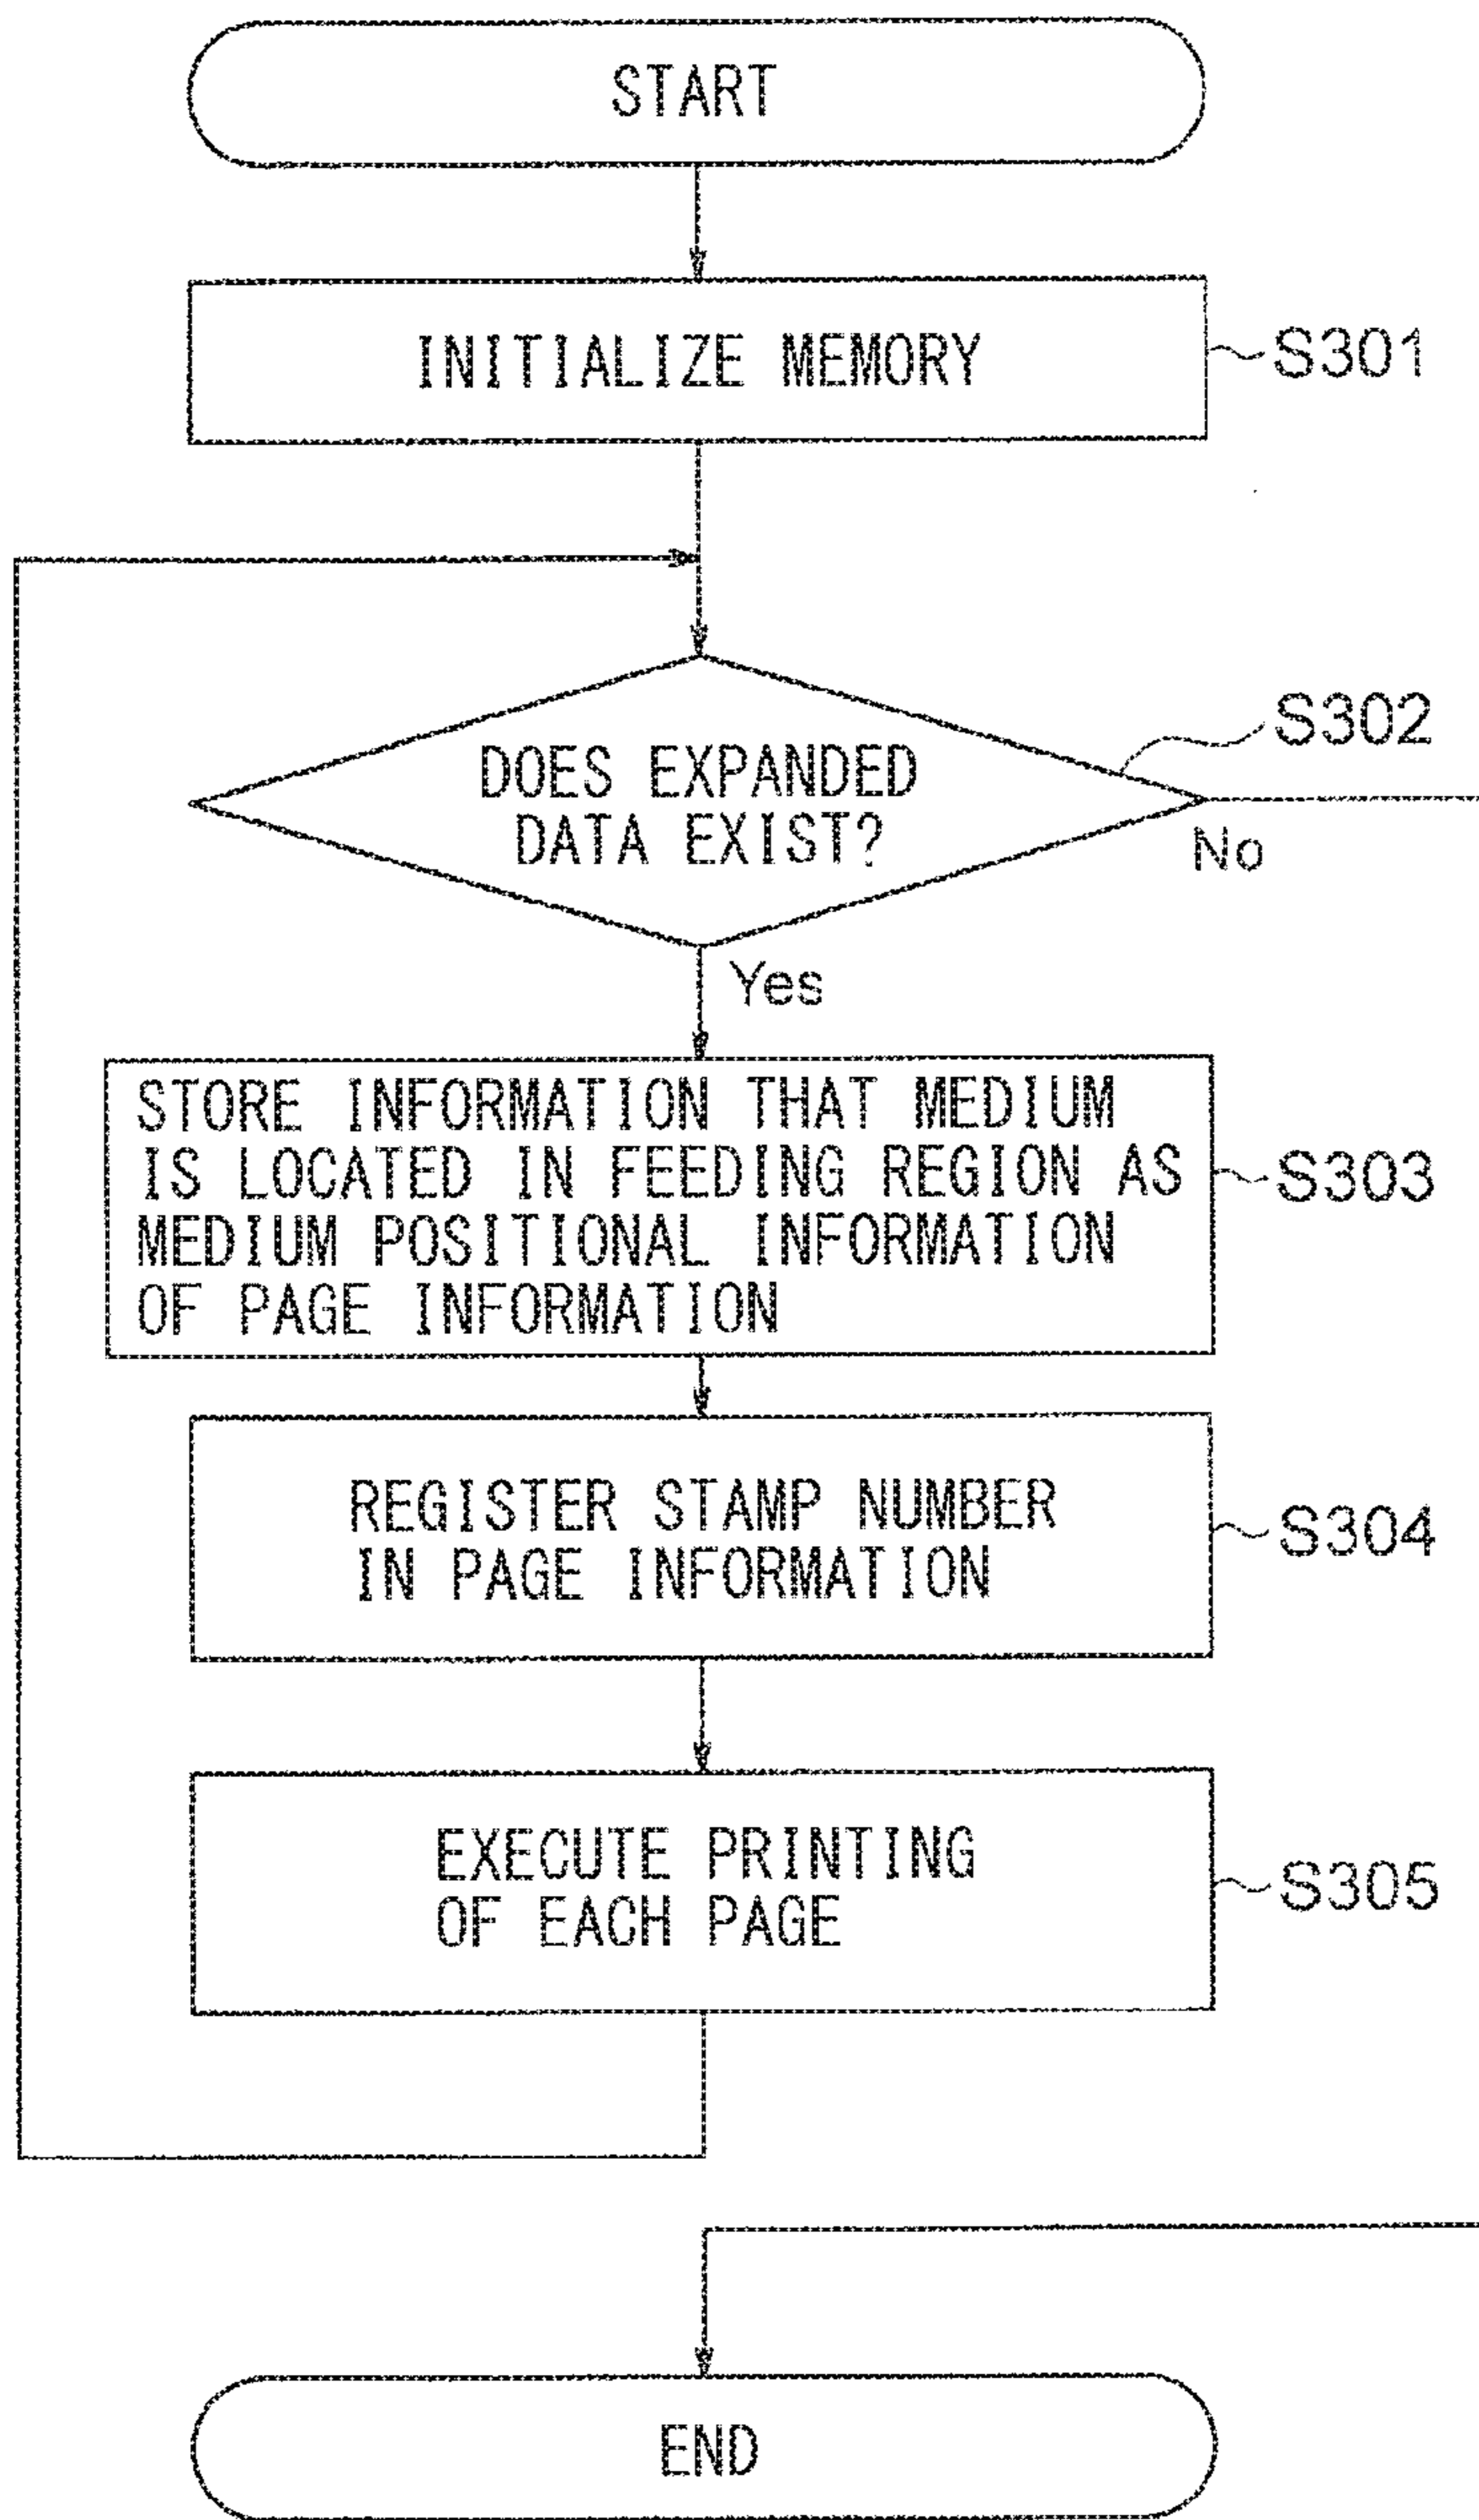 START
INITIALIZE MEMORY
S301
S302
DOES EXPANDED
DATA EXIST?
No
Yes
STORE INFORMATION THAT MEDIUM
IS LOCATED IN FEEDING REGION AS
MEDIUM POSITIONAL INFORMATION
OF PAGE INFORMATION
S303
REGISTER STAMP NUMBER
IN PAGE INFORMATION
S304
EXECUTE PRINTING
OF EACH PAGE
S305
END